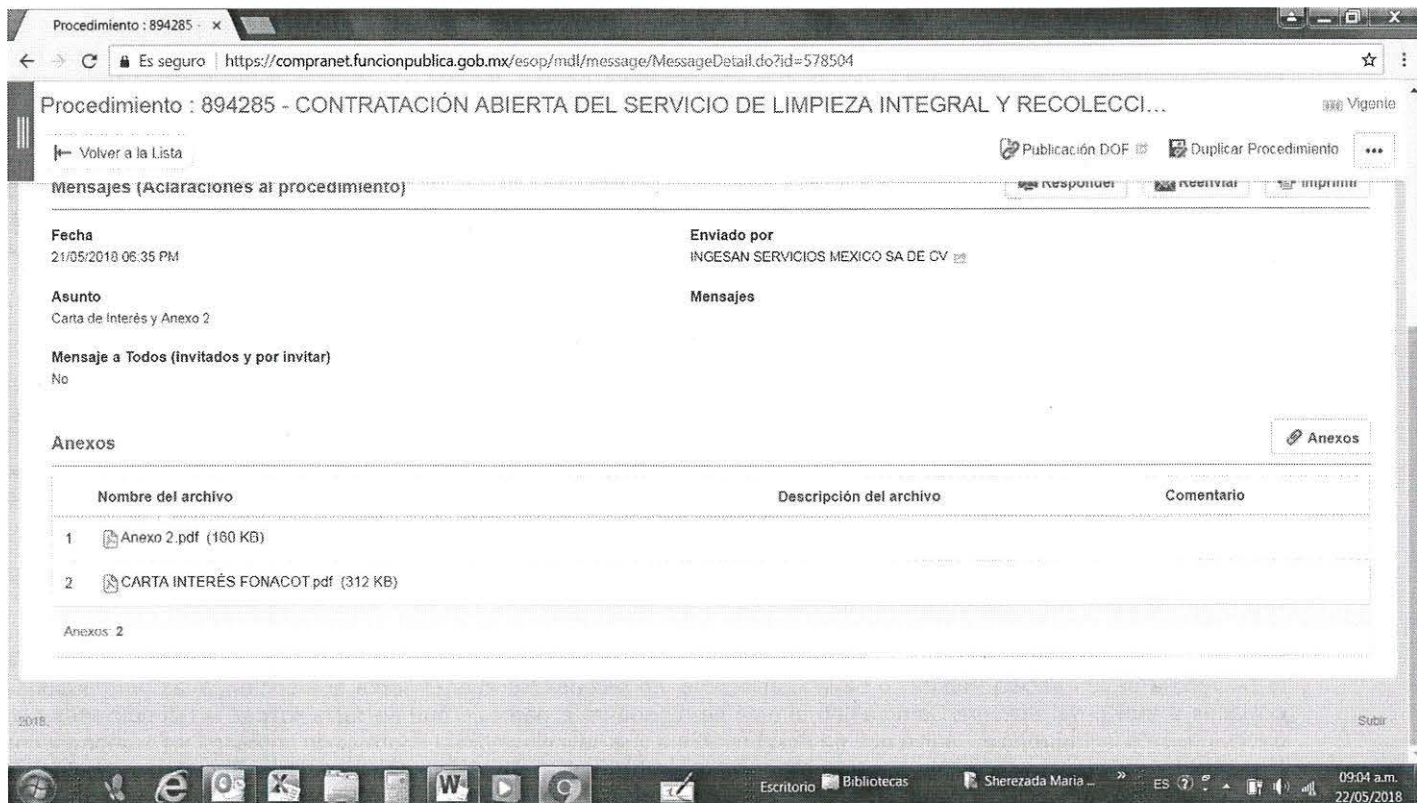 Procedimiento : 894285 - x
Es seguro | https://compranet.funcionpublica.gob.mx/esop/mdl/message/MessageDetail.do?id=578504
Procedimiento : 894285 - CONTRATACIÓN ABIERTA DEL SERVICIO DE LIMPIEZA INTEGRAL Y RECOLECCI... Vigente
Volver a la Lista Publicación DOF Duplicar Procedimiento ...
Mensajes (Aclaraciones al procedimiento) Responder Reenviar Imprimir
Fecha Enviado por
21/05/2018 06:35 PM INGESAN SERVICIOS MEXICO SA DE CV
Asunto Mensajes
Carta de Interés y Anexo 2
Mensaje a Todos (invitados y por invitar)
No
Anexos Anexos
Nombre del archivo Descripción del archivo Comentario
1 Anexo 2.pdf (160 KB)
2 CARTA INTERÉS FONACOT.pdf (312 KB)
Anexos: 2
2018. Subir
Escritorio Bibliotecas Sherezada Maria ... » ES 09:04 a.m.
22/05/2018